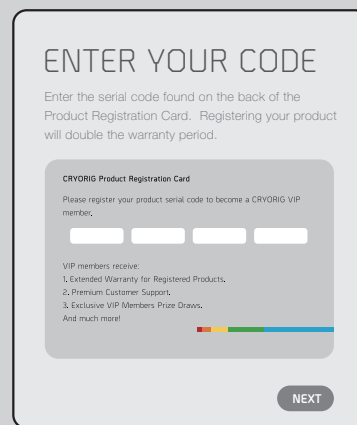 ENTER YOUR CODE
Enter the serial code found on the back of the
Product Registration Card.  Registering your product
will double the warranty period.
CRYORIG Product Registration Card
Please register your product serial code to become a CRYORIG VIP
member.
VIP members receive:
1. Extended Warranty for Registered Products.
2. Premium Customer Support.
3. Exclusive VIP Members Prize Draws.
And much more!
NEXT